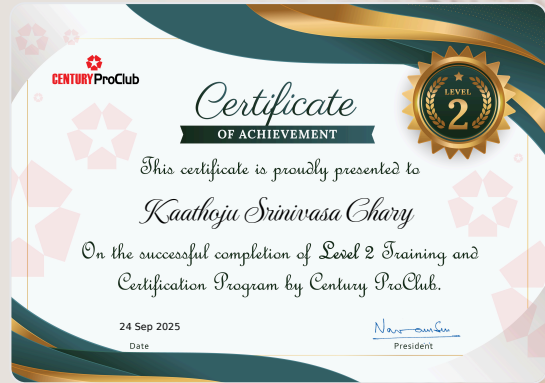 CENTURY ProClub
Certificate
OF ACHIEVEMENT
LEVEL
2
This certificate is proudly presented to
Kaathoju Srinivasa Chary
On the successful completion of Level 2 Training and
Certification Program by Century ProClub.
24 Sep 2025
Date
President